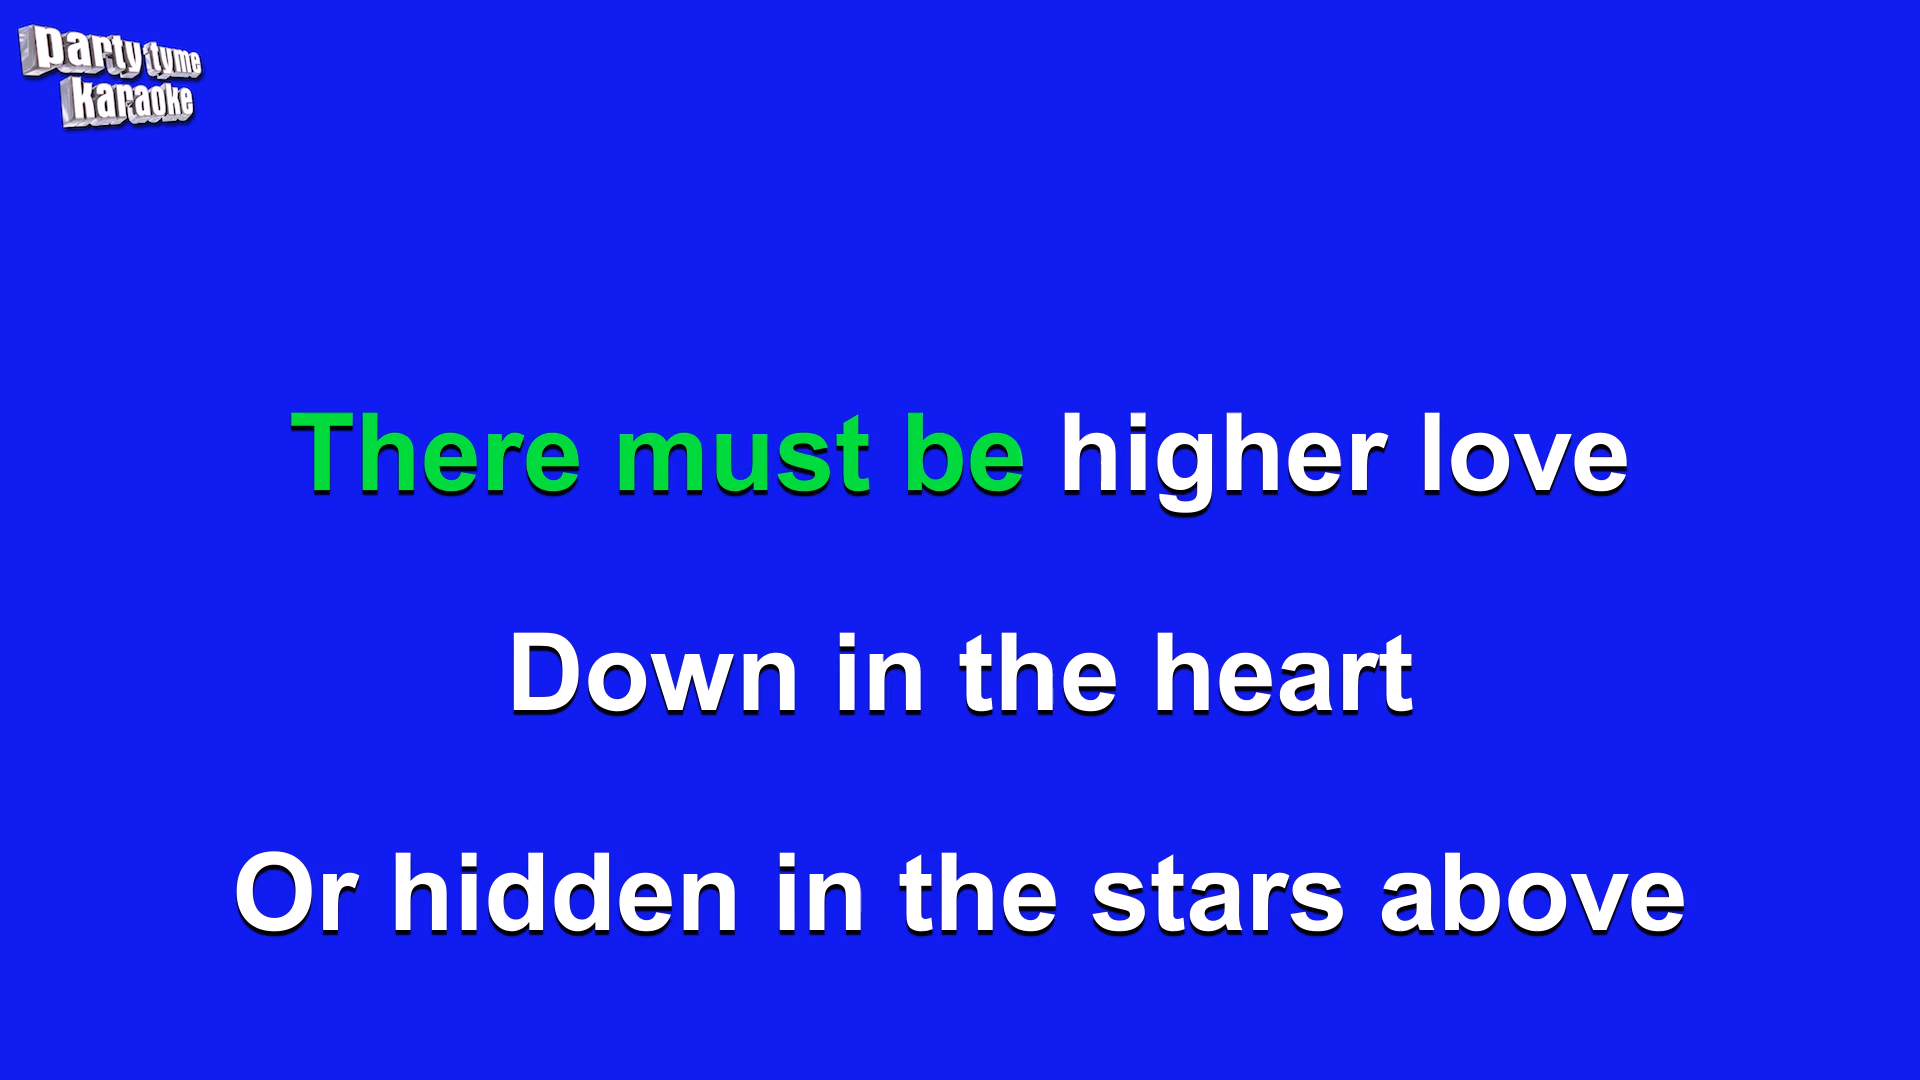 party tyme
karaoke
There must be higher love
Down in the heart
Or hidden in the stars above